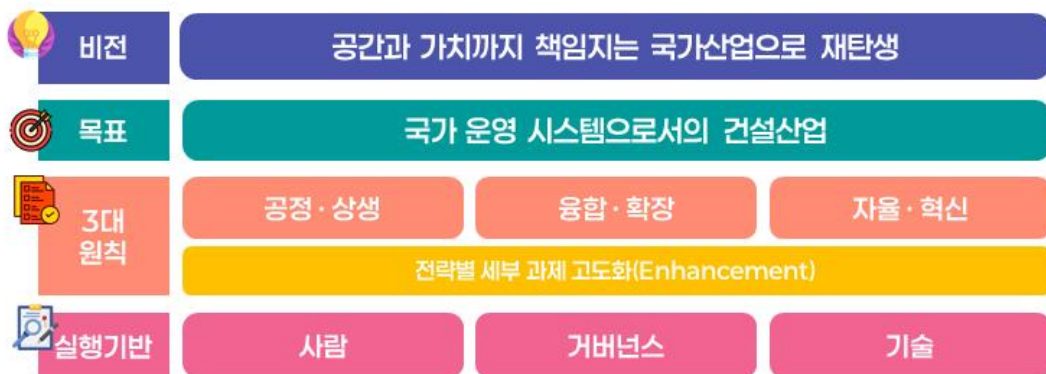 비전
공간과 가치까지 책임지는 국가산업으로 재탄생
목표
국가 운영 시스템으로서의 건설산업
3대
원칙
공정·상생
융합·확장
자율·혁신
전략별 세부 과제 고도화(Enhancement)
실행기반
사람
거버넌스
기술